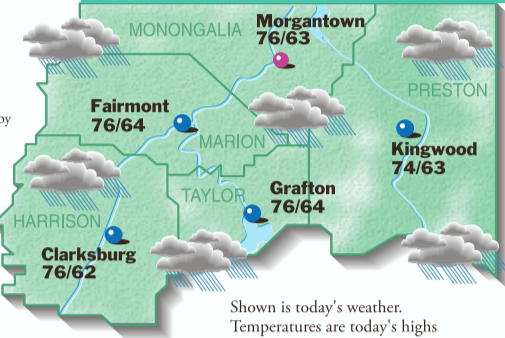 MONONGALIA
Morgantown
76/63
PRESTON
by
Fairmont
76/64
MARION
Kingwood
74/63
TAYLOR
Grafton
76/64
HARRISON
Clarksburg
76/62
Shown is today's weather.
Temperatures are today's highs